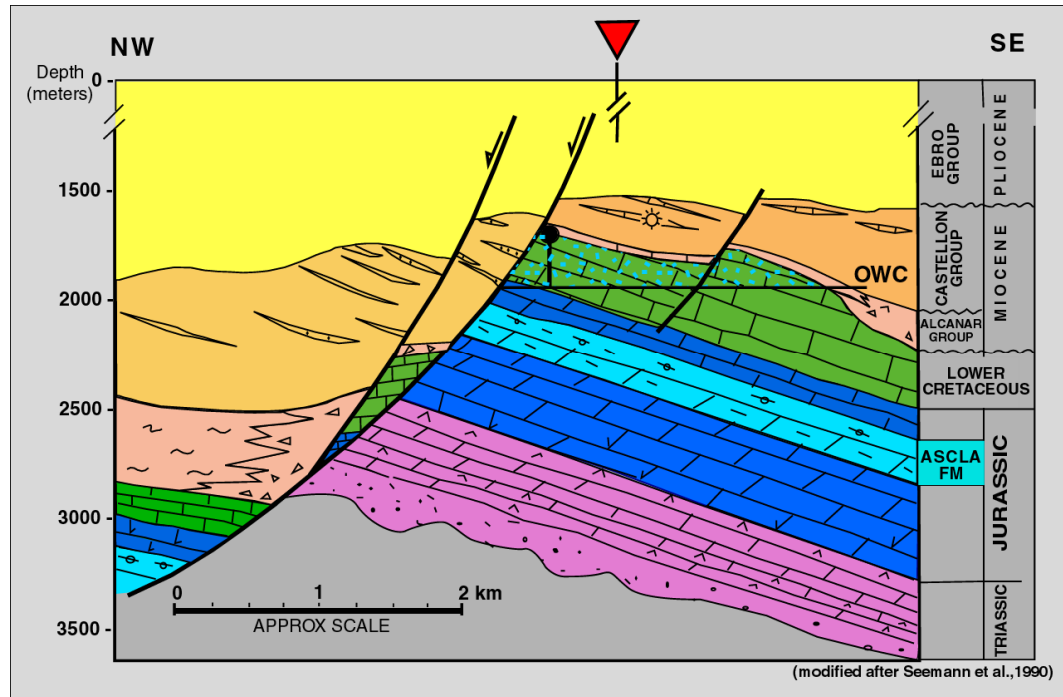 NW
SE
Depth
(meters)
0
1500
2000
2500
3000
3500
OWC
EBRO
GROUP
PLIOCENE
CASTELLON
GROUP
MIOCENE
ALCANAR
GROUP
LOWER
CRETACEOUS
ASCLA
FM
JURASSIC
TRIASSIC
0 1 2 km
APPROX SCALE
(modified after Seemann et al.,1990)